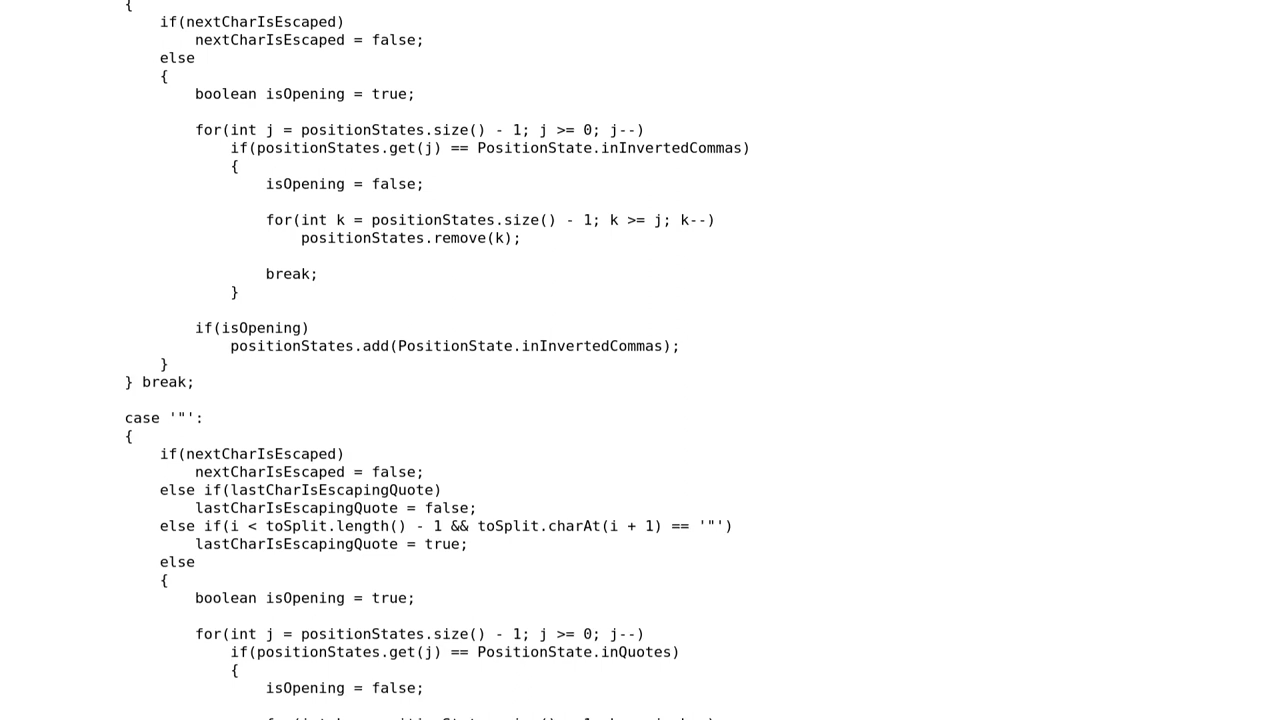 {
if(nextCharIsEscaped)
nextCharIsEscaped = false;
else
{
boolean isOpening = true;
for(int j = positionStates.size() - 1; j >= 0; j--)
if(positionStates.get(j) == PositionState.inInvertedCommas)
{
isOpening = false;
for(int k = positionStates.size() - 1; k >= j; k--)
positionStates.remove(k);
break;
}
if(isOpening)
positionStates.add(PositionState.inInvertedCommas);
}
} break;
case '"':
{
if(nextCharIsEscaped)
nextCharIsEscaped = false;
else if(lastCharIsEscapingQuote)
lastCharIsEscapingQuote = false;
else if(i < toSplit.length() - 1 && toSplit.charAt(i + 1) == '"')
lastCharIsEscapingQuote = true;
else
{
boolean isOpening = true;
for(int j = positionStates.size() - 1; j >= 0; j--)
if(positionStates.get(j) == PositionState.inQuotes)
{
isOpening = false;